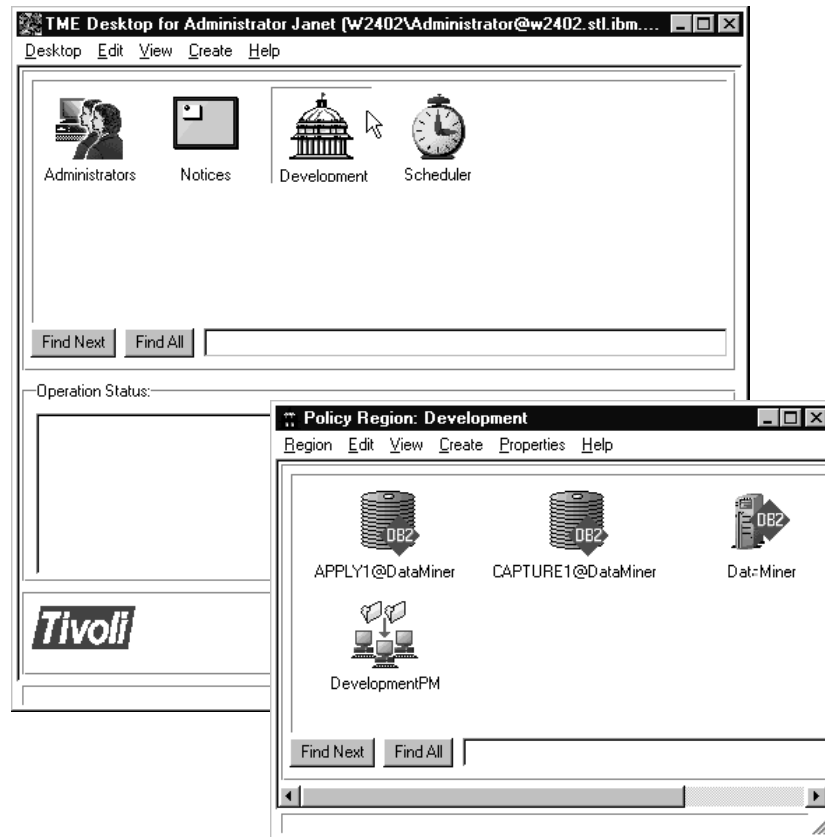 TME Desktop for Administrator Janet (W2402\Administrator@w2402.stl.ibm....
Desktop Edit View Create Help
Administrators Notices Development Scheduler
Find Next Find All
Operation Status:
Tivoli
Policy Region: Development
Region Edit View Create Properties Help
DB2 DB2 DB2
APPLY1@DataMiner CAPTURE1@DataMiner DataMiner
DevelopmentPM
Find Next Find All